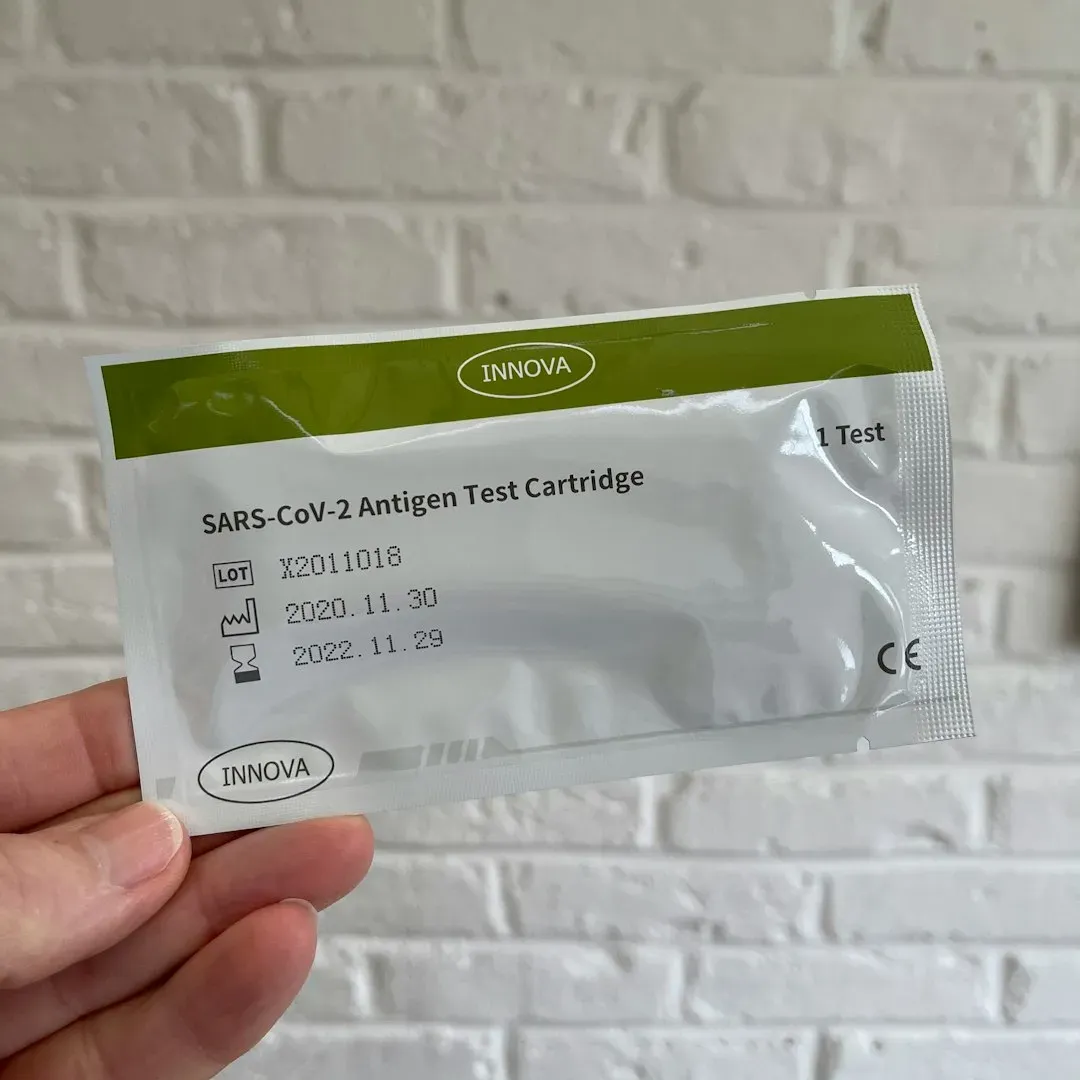 INNOVA
1 Test
SARS-CoV-2 Antigen Test Cartridge
LOT X2011018
2020.11.30
2022.11.29
CE
INNOVA